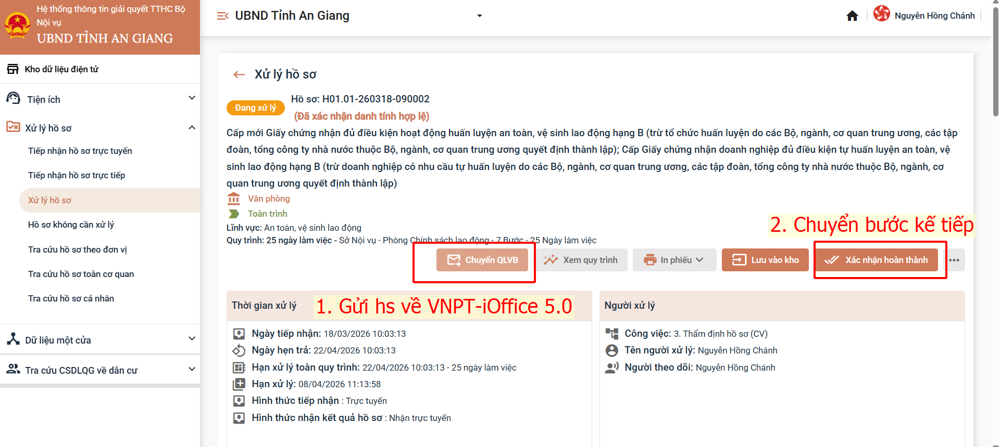 Hệ thống thông tin giải quyết TTHC Bộ
Nội vụ
UBND TỈNH AN GIANG
Kho dữ liệu điện tử
Tiện ích
Xử lý hồ sơ
Tiếp nhận hồ sơ trực tuyến
Tiếp nhận hồ sơ trực tiếp
Xử lý hồ sơ
Hồ sơ không cần xử lý
Tra cứu hồ sơ theo đơn vị
Tra cứu hồ sơ toàn cơ quan
Tra cứu hồ sơ cá nhân
Dữ liệu một cửa
Tra cứu CSDLQG về dân cư
UBND Tỉnh An Giang
Nguyễn Hồng Chánh
Xử lý hồ sơ
Đang xử lý
Hồ sơ: H01.01-260318-090002
(Đã xác nhận danh tính hợp lệ)
Cấp mới Giấy chứng nhận đủ điều kiện hoạt động huấn luyện an toàn, vệ sinh lao động hạng B (trừ tổ chức huấn luyện do các Bộ, ngành, cơ quan trung ương, các tập
đoàn, tổng công ty nhà nước thuộc Bộ, ngành, cơ quan trung ương quyết định thành lập); Cấp Giấy chứng nhận doanh nghiệp đủ điều kiện tự huấn luyện an toàn, vệ
sinh lao động hạng B (trừ doanh nghiệp có nhu cầu tự huấn luyện do các Bộ, ngành, cơ quan trung ương, các tập đoàn, tổng công ty nhà nước thuộc Bộ, ngành, cơ
quan trung ương quyết định thành lập)
Văn phòng
Toàn trình
Lĩnh vực: An toàn, vệ sinh lao động
Quy trình: 25 ngày làm việc - Sở Nội vụ - Phòng Chính sách lao động - 7 Bước - 25 Ngày làm việc
2. Chuyển bước kế tiếp
Chuyển QLVB
Xem quy trình
In phiếu
Lưu vào kho
Xác nhận hoàn thành
Thời gian xử lý
1. Gửi hs về VNPT-iOffice 5.0
Ngày tiếp nhận: 18/03/2026 10:03:13
Ngày hẹn trả: 22/04/2026 10:03:13
Hạn xử lý toàn quy trình: 22/04/2026 10:03:13 - 25 ngày làm việc
Hạn xử lý: 08/04/2026 11:13:58
Hình thức tiếp nhận : Trực tuyến
Hình thức nhận kết quả hồ sơ : Nhận trực tuyến
Người xử lý
Công việc: 3. Thẩm định hồ sơ (CV)
Tên người xử lý: Nguyễn Hồng Chánh
Người theo dõi: Nguyễn Hồng Chánh